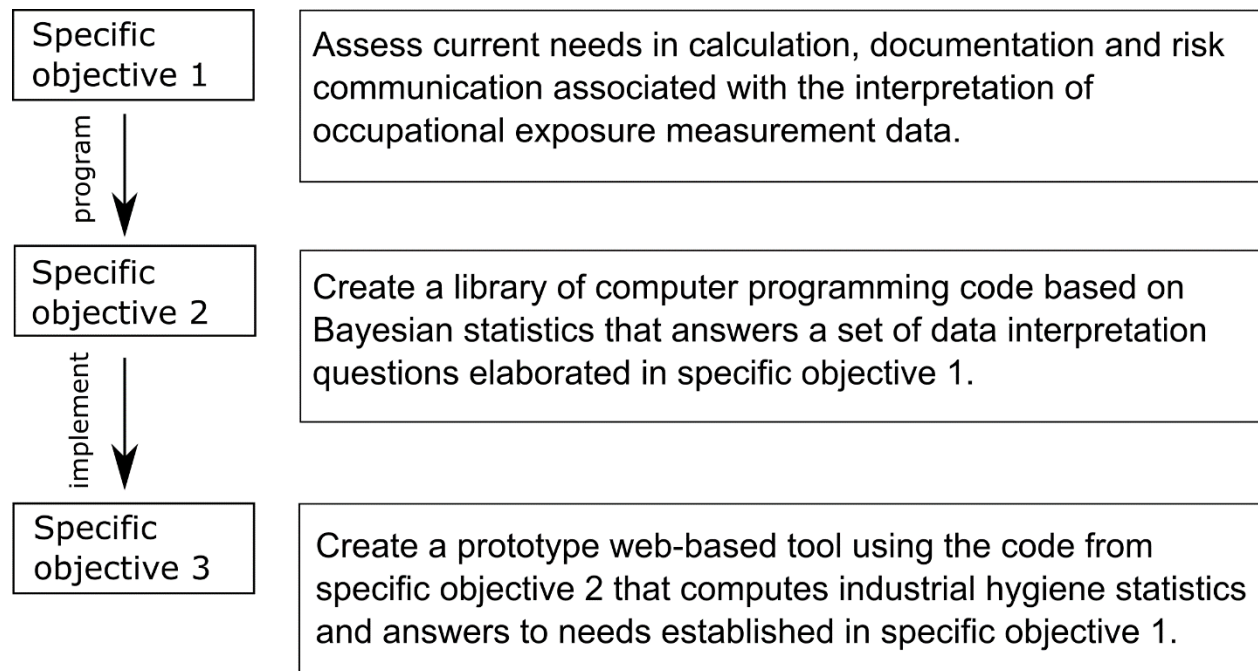 Specific
objective 1
Assess current needs in calculation, documentation and risk
communication associated with the interpretation of
occupational exposure measurement data.
program
Specific
objective 2
Create a library of computer programming code based on
Bayesian statistics that answers a set of data interpretation
questions elaborated in specific objective 1.
implement
Specific
objective 3
Create a prototype web-based tool using the code from
specific objective 2 that computes industrial hygiene statistics
and answers to needs established in specific objective 1.